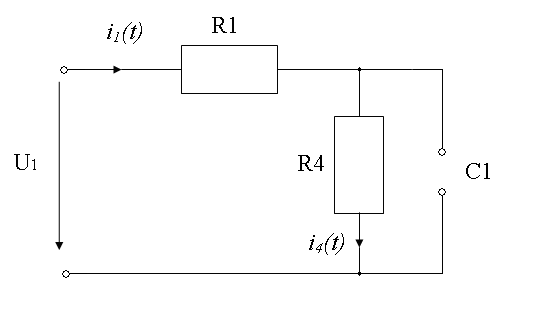 i₁(t)
R1
U₁
R4
C1
i₄(t)